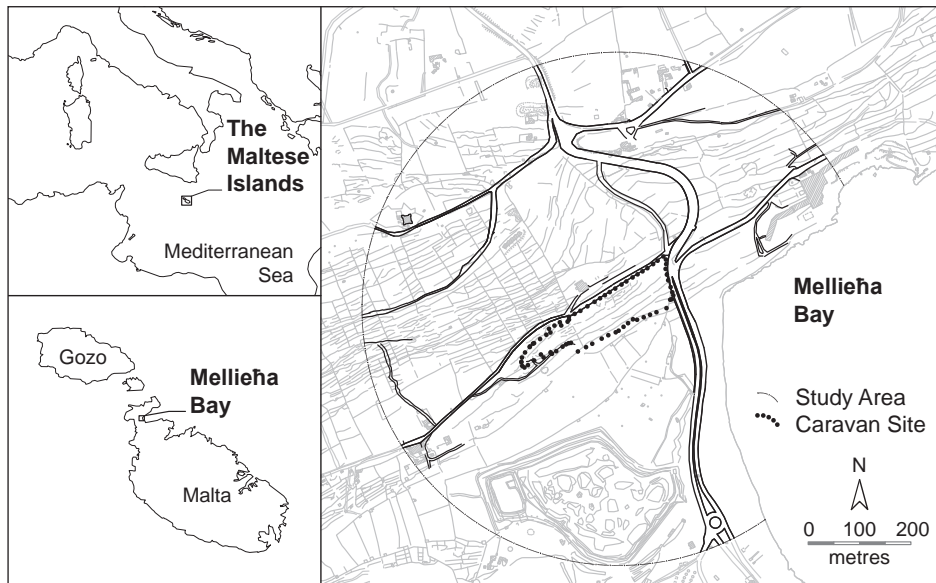 The
Maltese
Islands
Mediterranean
Sea
Gozo
Mellieħa
Bay
Malta
Mellieħa
Bay
Study Area
Caravan Site
N
0 100 200
metres